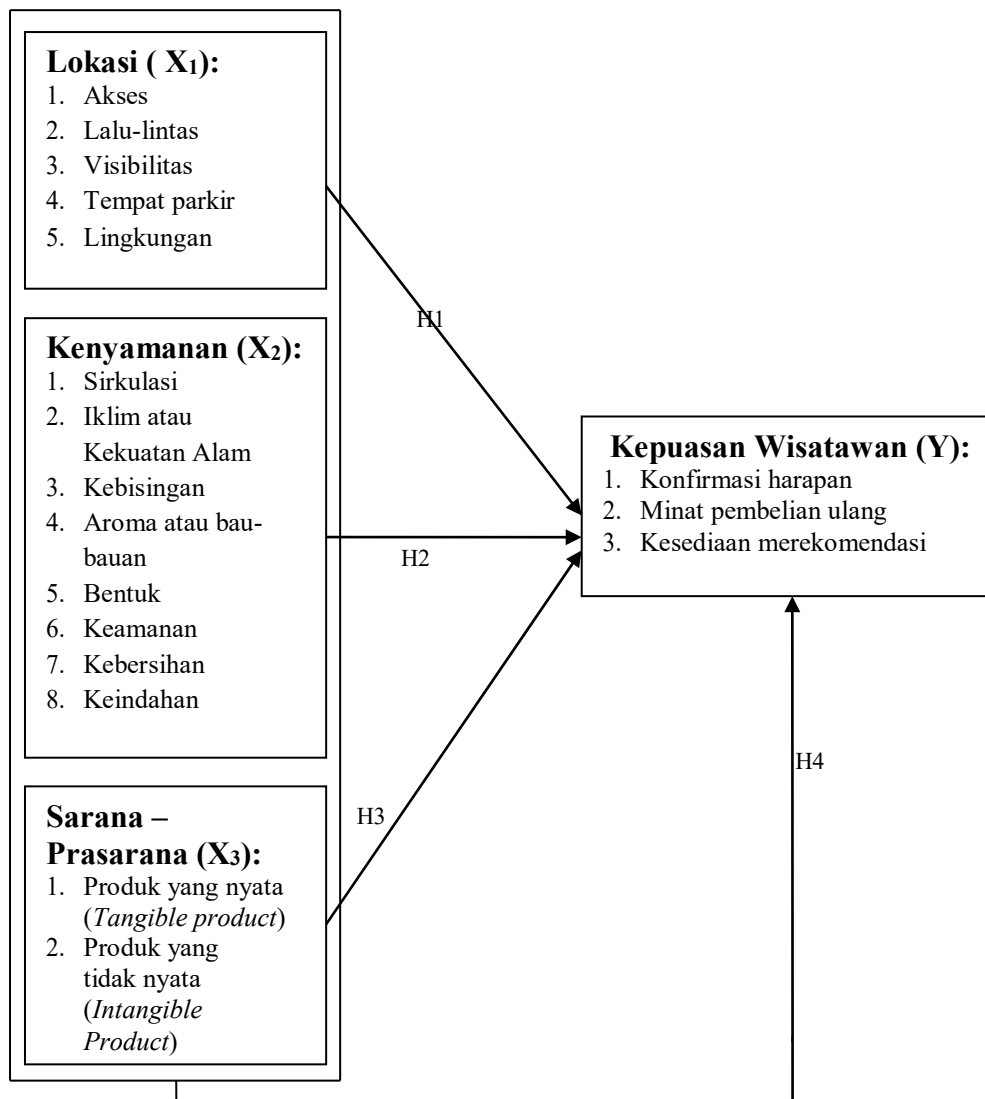 Lokasi ( X₁):
1. Akses
2. Lalu-lintas
3. Visibilitas
4. Tempat parkir
5. Lingkungan
H1
Kenyamanan (X₂):
1. Sirkulasi
2. Iklim atau
Kekuatan Alam
3. Kebisingan
4. Aroma atau bau-
bauan
5. Bentuk
6. Keamanan
7. Kebersihan
8. Keindahan
H2
Kepuasan Wisatawan (Y):
1. Konfirmasi harapan
2. Minat pembelian ulang
3. Kesediaan merekomendasi
H4
H3
Sarana –
Prasarana (X₃):
1. Produk yang nyata
(Tangible product)
2. Produk yang
tidak nyata
(Intangible
Product)